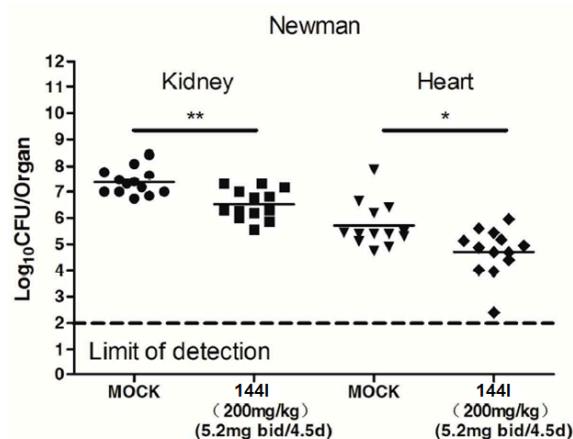 Newman
Kidney
Heart
**
*
Log₁₀CFU/Organ
12
11
10
9
8
7
6
5
4
3
2
1
0
Limit of detection
MOCK
144I
（200mg/kg）
(5.2mg bid/4.5d)
MOCK
144I
（200mg/kg）
(5.2mg bid/4.5d)